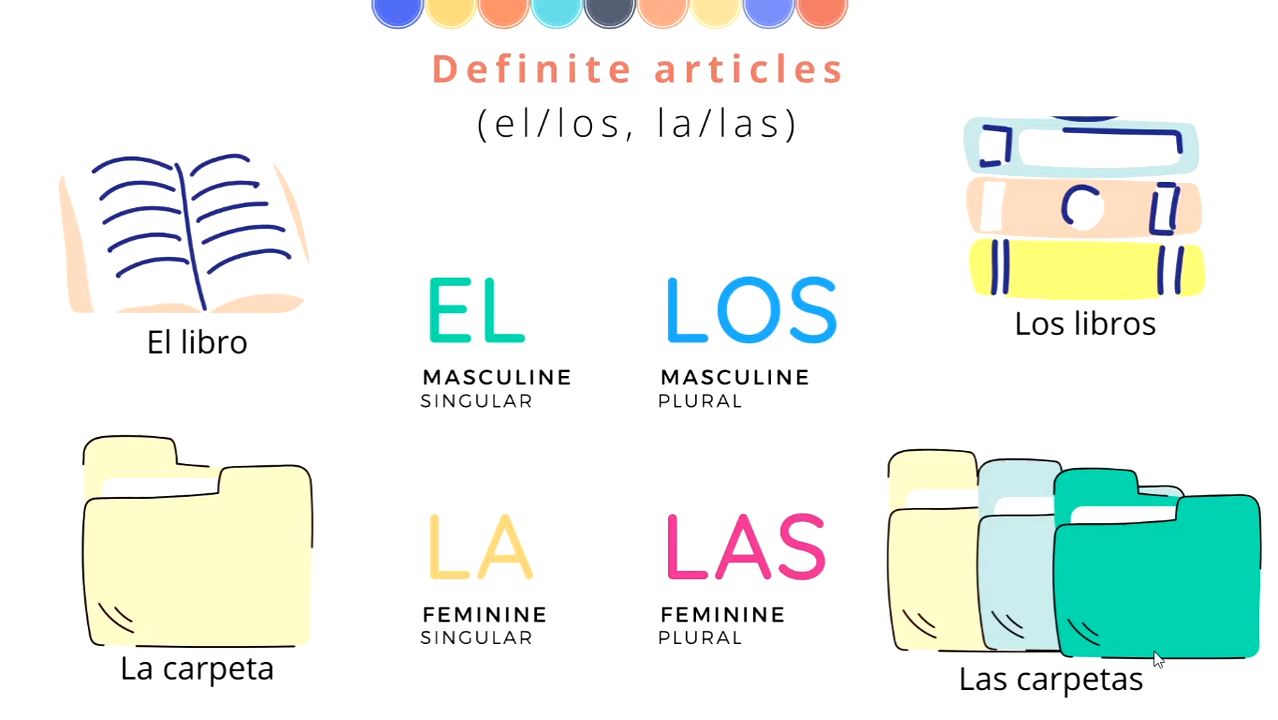 Definite articles
(el/los, la/las)
El libro
Los libros
EL
MASCULINE
SINGULAR
LOS
MASCULINE
PLURAL
La carpeta
LA
FEMININE
SINGULAR
LAS
FEMININE
PLURAL
Las carpetas